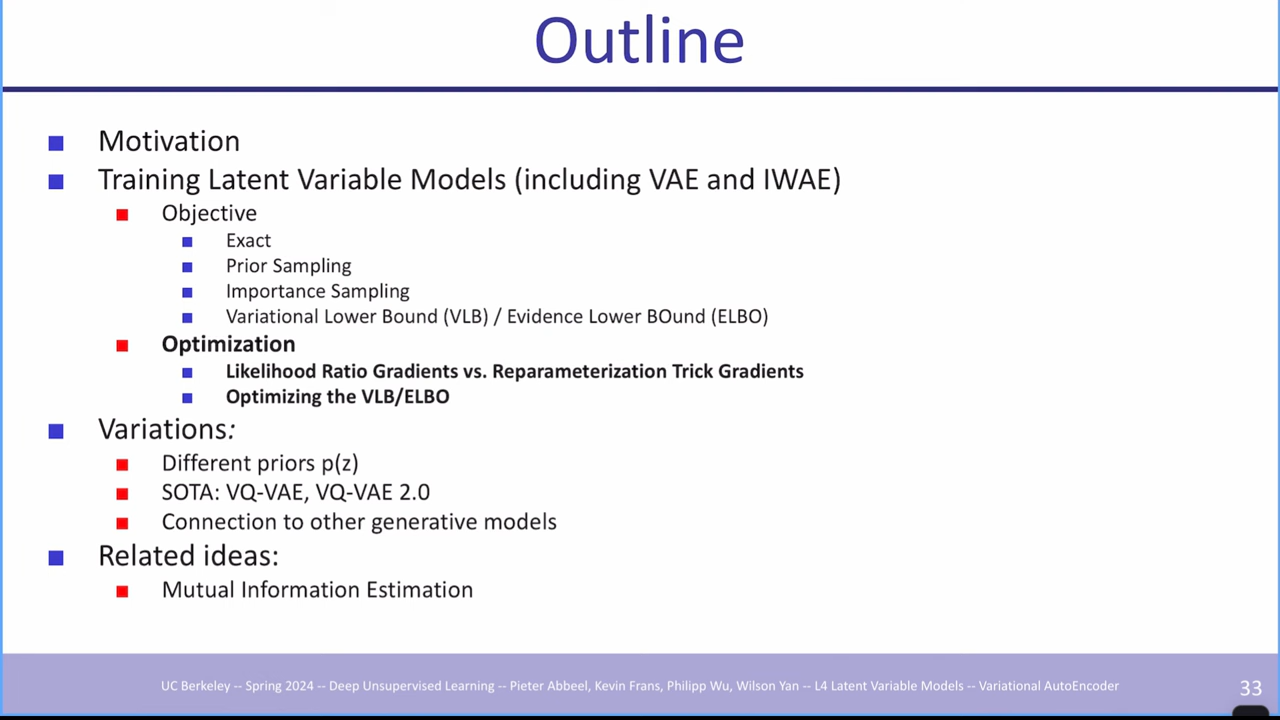 Outline
Motivation
Training Latent Variable Models (including VAE and IWAE)
Objective
Exact
Prior Sampling
Importance Sampling
Variational Lower Bound (VLB) / Evidence Lower BOund (ELBO)
Optimization
Likelihood Ratio Gradients vs. Reparameterization Trick Gradients
Optimizing the VLB/ELBO
Variations:
Different priors p(z)
SOTA: VQ-VAE, VQ-VAE 2.0
Connection to other generative models
Related ideas:
Mutual Information Estimation
UC Berkeley -- Spring 2024 -- Deep Unsupervised Learning -- Pieter Abbeel, Kevin Frans, Philipp Wu, Wilson Yan -- L4 Latent Variable Models -- Variational AutoEncoder
33